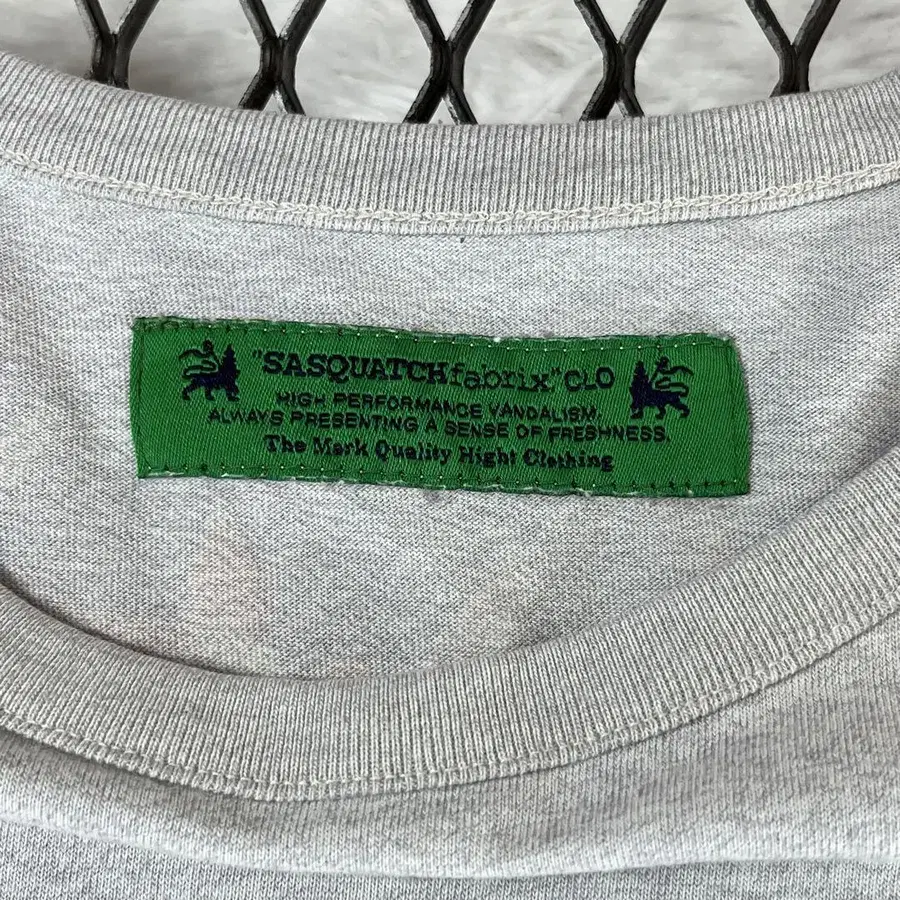 "SASQUATCHfabrix"CLO
HIGH PERFORMANCE VANDALISM.
ALWAYS PRESENTING A SENSE OF FRESHNESS.
The Mark Quality Hight Clothing